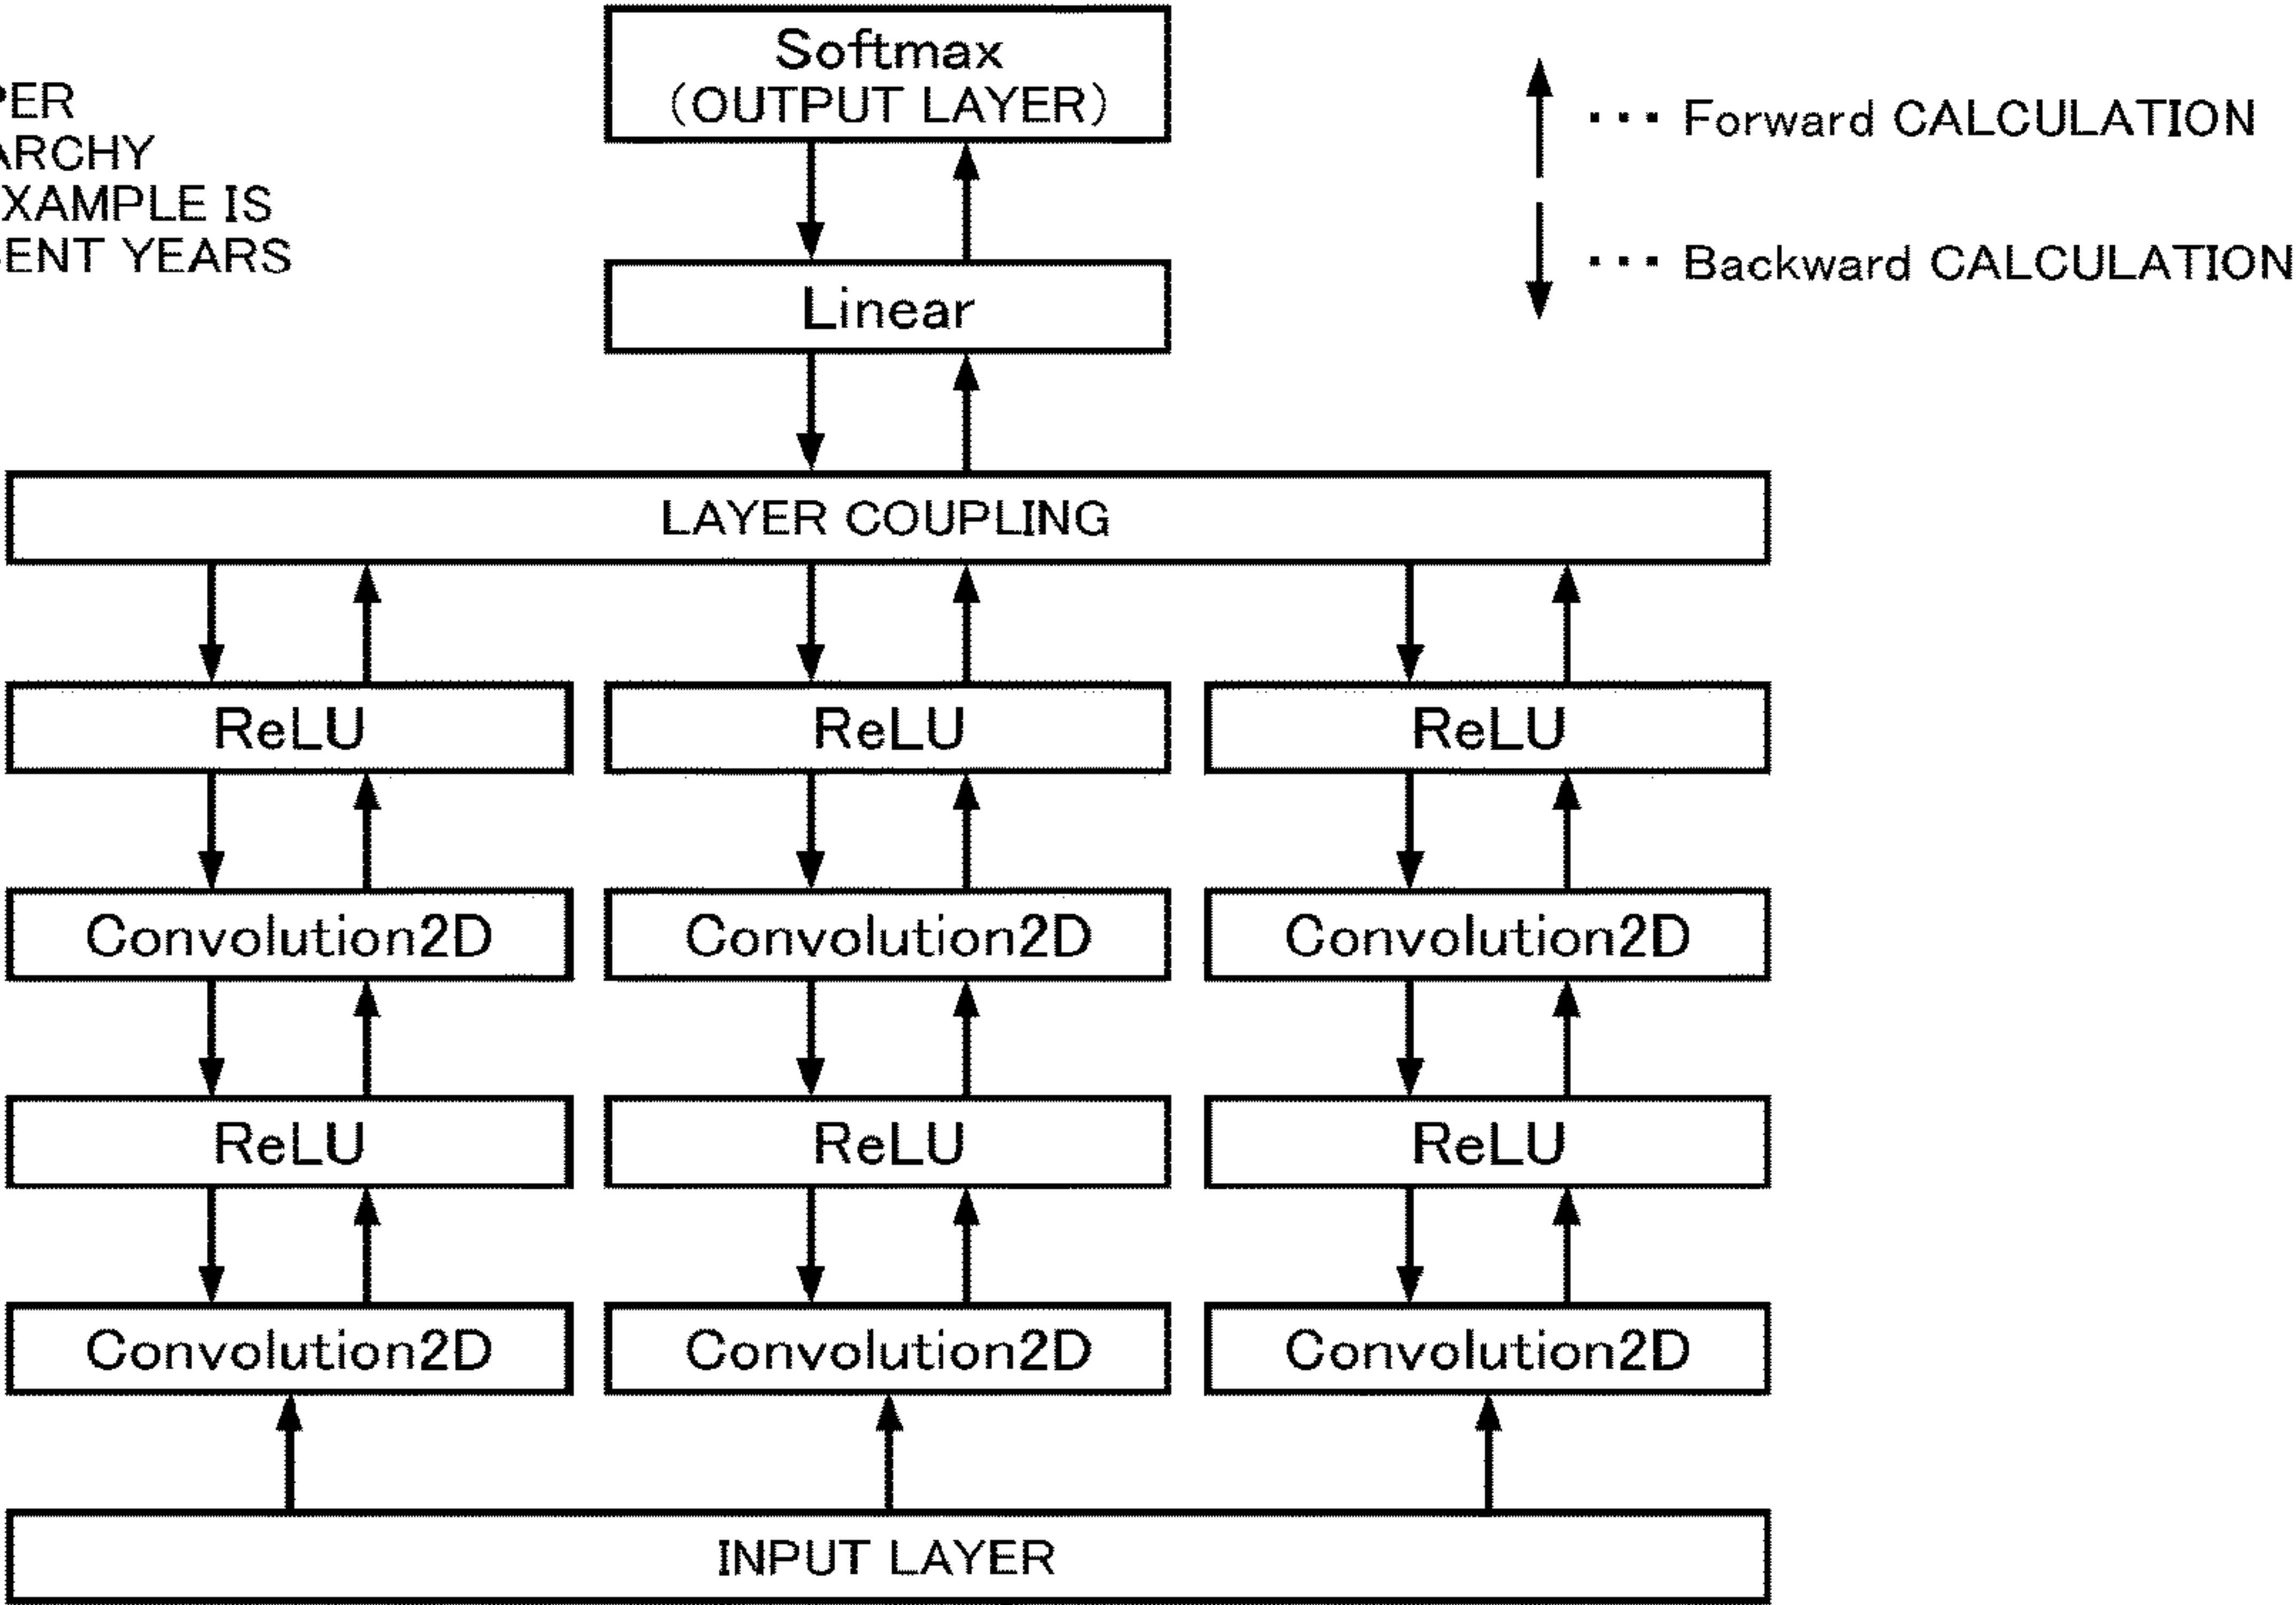 Softmax
(OUTPUT LAYER)
PER
ARCHY
XAMPLE IS
ENT YEARS
··· Forward CALCULATION
··· Backward CALCULATION
Linear
LAYER COUPLING
ReLU ReLU ReLU
Convolution2D Convolution2D Convolution2D
ReLU ReLU ReLU
Convolution2D Convolution2D Convolution2D
INPUT LAYER